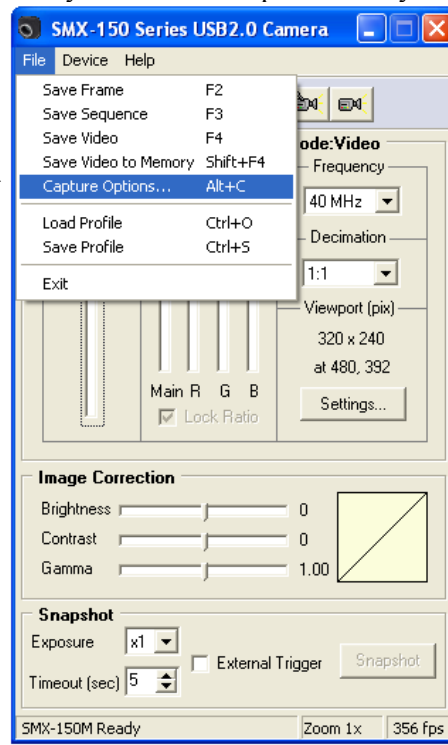 SMX-150 Series USB2.0 Camera
File Device Help
Save Frame F2
Save Sequence F3
Save Video F4
Save Video to Memory Shift+F4
Capture Options... Alt+C
Load Profile Ctrl+O
Save Profile Ctrl+S
Exit
ode:Video
Frequency
40 MHz
Decimation
1:1
Viewport (pix)
320 x 240
at 480, 392
Settings...
Main R G B
Lock Ratio
Image Correction
Brightness 0
Contrast 0
Gamma 1.00
Snapshot
Exposure x1
External Trigger Snapshot
Timeout (sec) 5
SMX-150M Ready Zoom 1x 356 fps